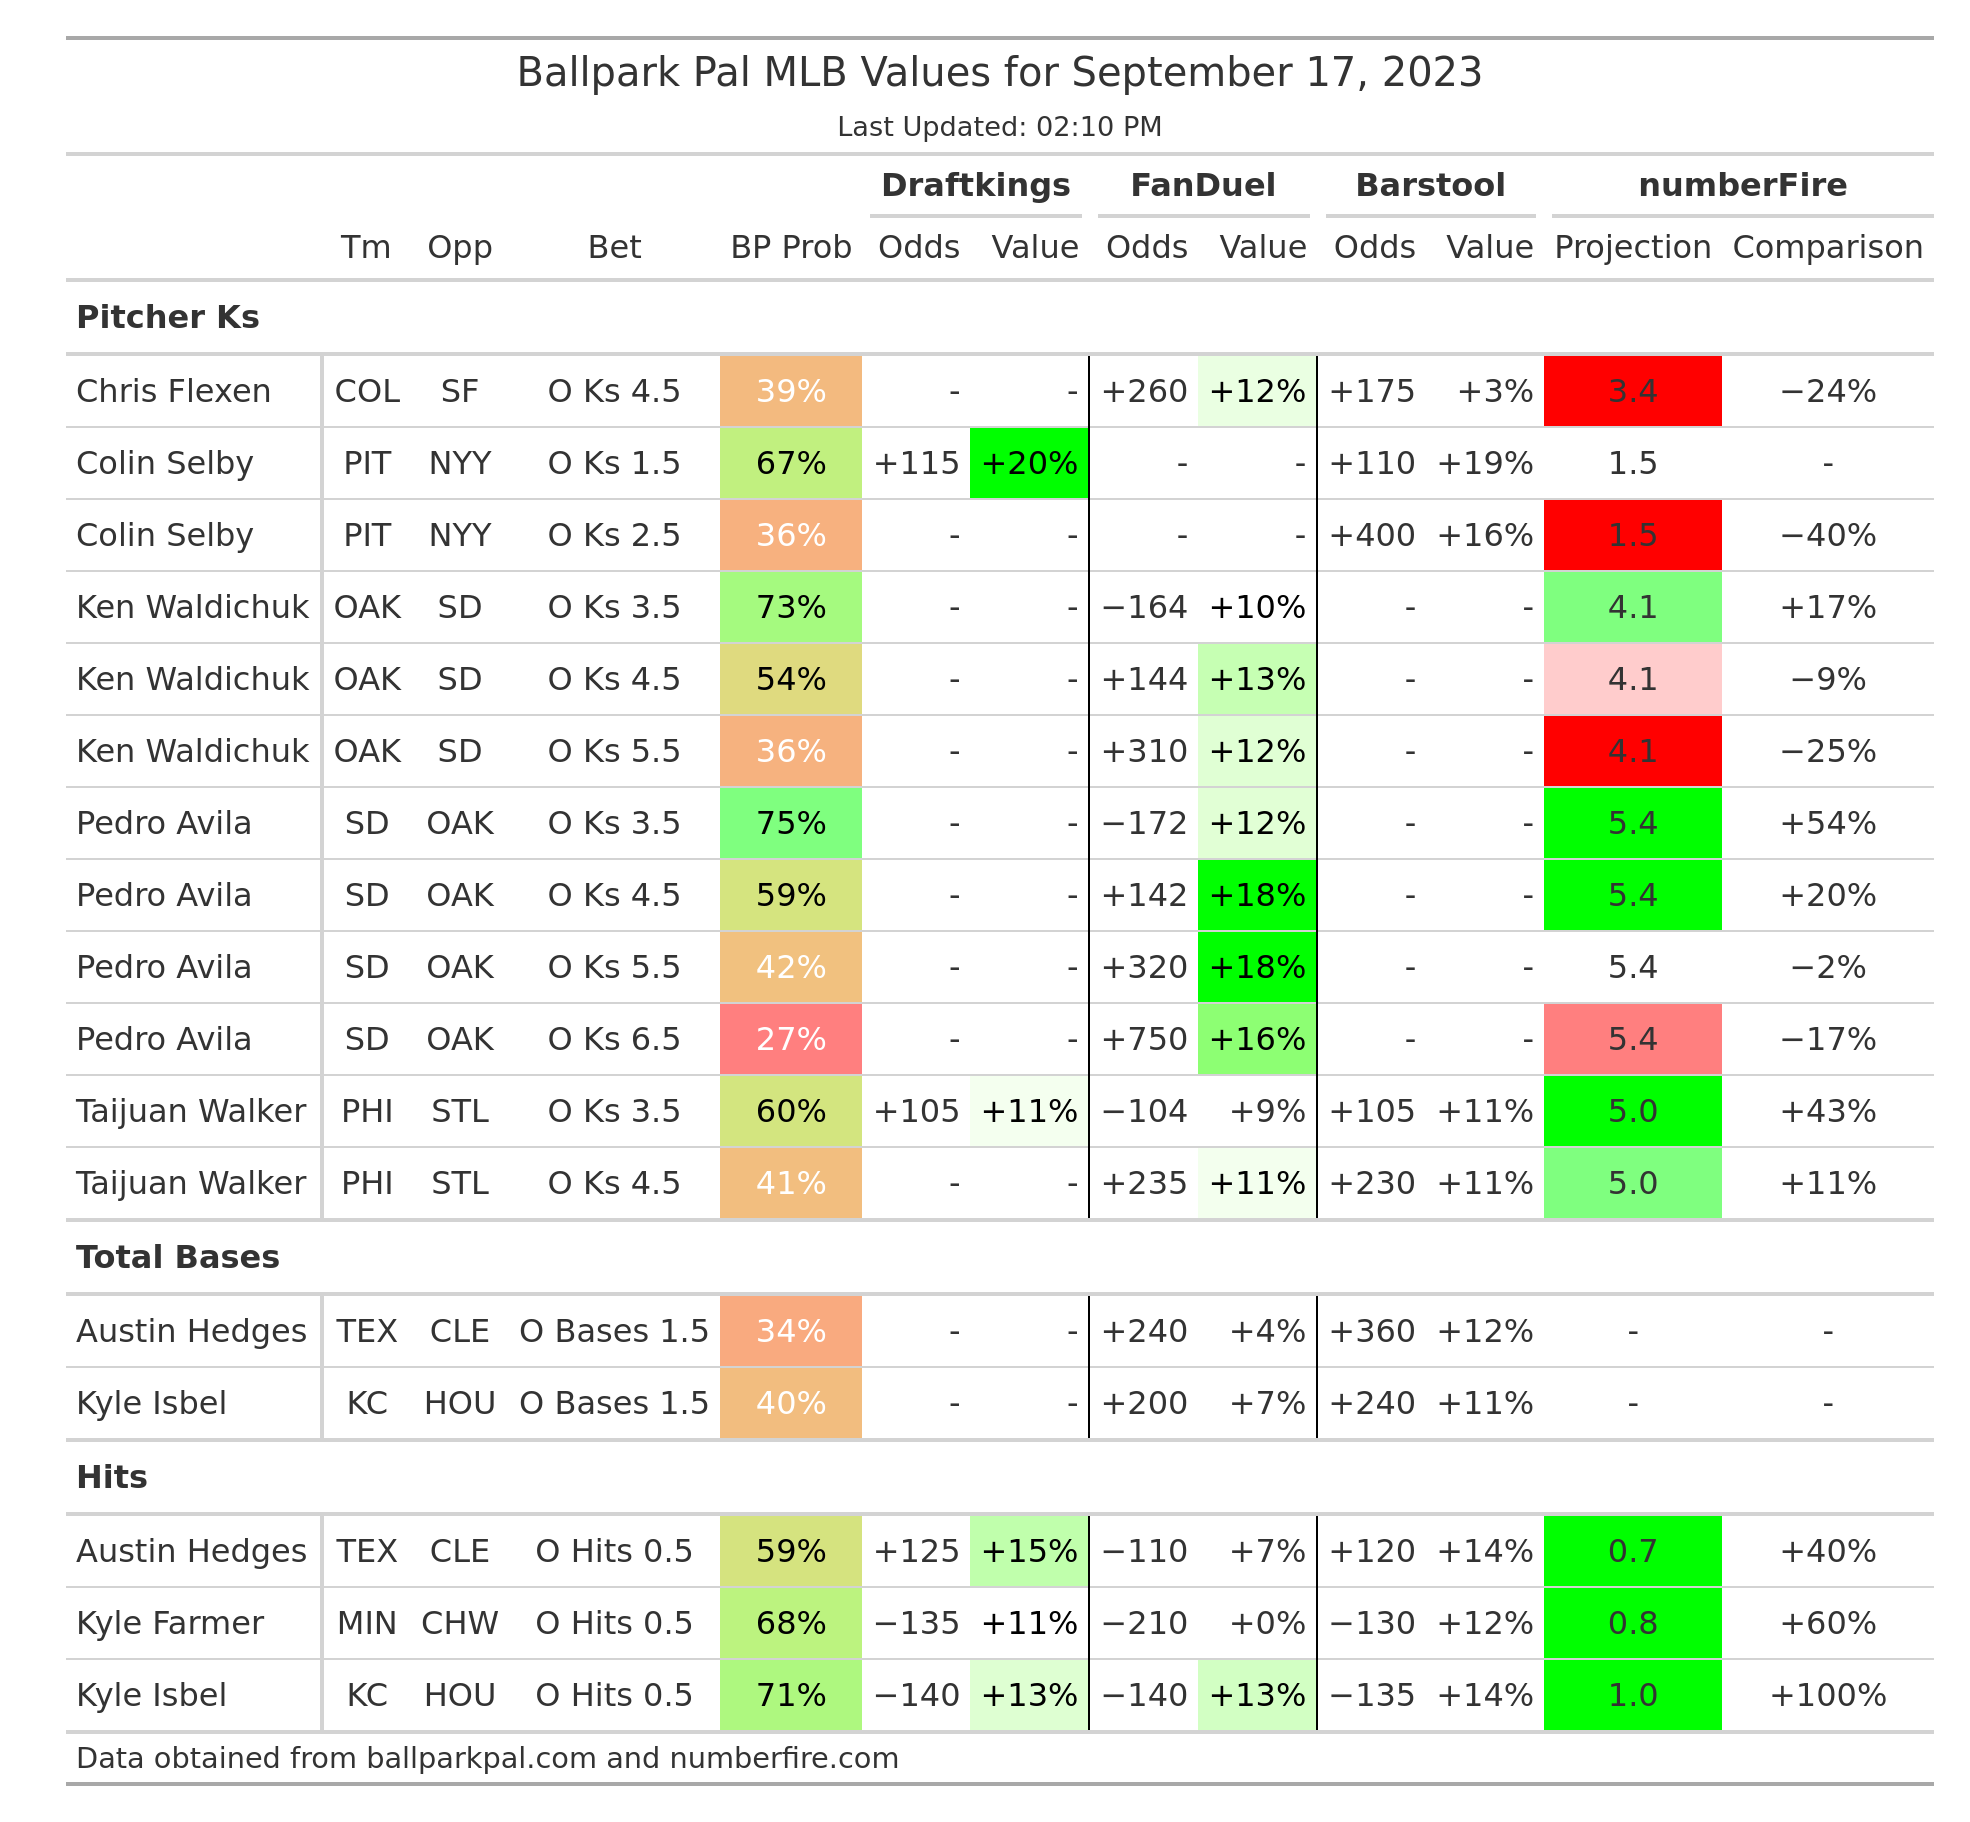 Ballpark Pal MLB Values for September 17, 2023
Last Updated: 02:10 PM
Draftkings FanDuel Barstool numberFire
Tm Opp Bet BP Prob Odds Value Odds Value Odds Value Projection Comparison
Pitcher Ks
Chris Flexen COL SF O Ks 4.5 39% - - +260 +12% +175 +3% 3.4 −24%
Colin Selby PIT NYY O Ks 1.5 67% +115 +20% - - +110 +19% 1.5 -
Colin Selby PIT NYY O Ks 2.5 36% - - - - +400 +16% 1.5 −40%
Ken Waldichuk OAK SD O Ks 3.5 73% - - −164 +10% - - 4.1 +17%
Ken Waldichuk OAK SD O Ks 4.5 54% - - +144 +13% - - 4.1 −9%
Ken Waldichuk OAK SD O Ks 5.5 36% - - +310 +12% - - 4.1 −25%
Pedro Avila SD OAK O Ks 3.5 75% - - −172 +12% - - 5.4 +54%
Pedro Avila SD OAK O Ks 4.5 59% - - +142 +18% - - 5.4 +20%
Pedro Avila SD OAK O Ks 5.5 42% - - +320 +18% - - 5.4 −2%
Pedro Avila SD OAK O Ks 6.5 27% - - +750 +16% - - 5.4 −17%
Taijuan Walker PHI STL O Ks 3.5 60% +105 +11% −104 +9% +105 +11% 5.0 +43%
Taijuan Walker PHI STL O Ks 4.5 41% - - +235 +11% +230 +11% 5.0 +11%
Total Bases
Austin Hedges TEX CLE O Bases 1.5 34% - - +240 +4% +360 +12% - -
Kyle Isbel KC HOU O Bases 1.5 40% - - +200 +7% +240 +11% - -
Hits
Austin Hedges TEX CLE O Hits 0.5 59% +125 +15% −110 +7% +120 +14% 0.7 +40%
Kyle Farmer MIN CHW O Hits 0.5 68% −135 +11% −210 +0% −130 +12% 0.8 +60%
Kyle Isbel KC HOU O Hits 0.5 71% −140 +13% −140 +13% −135 +14% 1.0 +100%
Data obtained from ballparkpal.com and numberfire.com